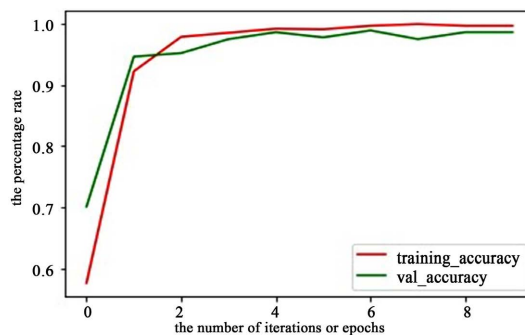 1.0
0.9
0.8
0.7
0.6
the percentage rate
training_accuracy
val_accuracy
0 2 4 6 8
the number of iterations or epochs